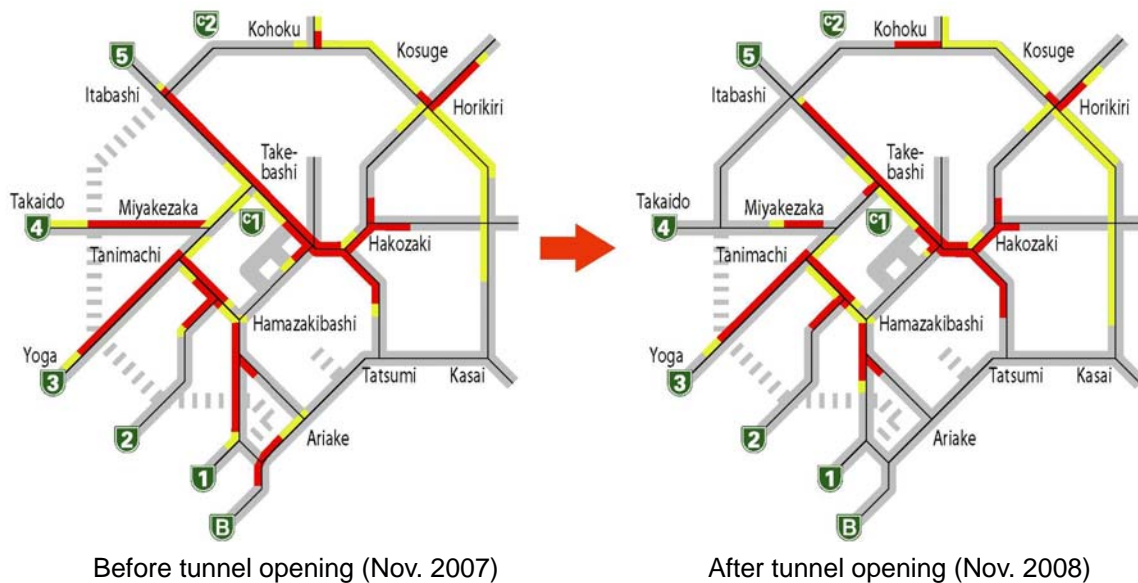 C2
Kohoku
Kosuge
5
Itabashi
Horikiri
Take-
bashi
Takaido
Miyakezaka
C1
4
Hakozaki
Tanimachi
Hamazakibashi
Yoga
3
Tatsumi
Kasai
2
Ariake
1
B
Before tunnel opening (Nov. 2007)
C2
Kohoku
Kosuge
5
Itabashi
Horikiri
Take-
bashi
Takaido
Miyakezaka
C1
4
Hakozaki
Tanimachi
Hamazakibashi
Yoga
3
Tatsumi
Kasai
2
Ariake
1
B
After tunnel opening (Nov. 2008)